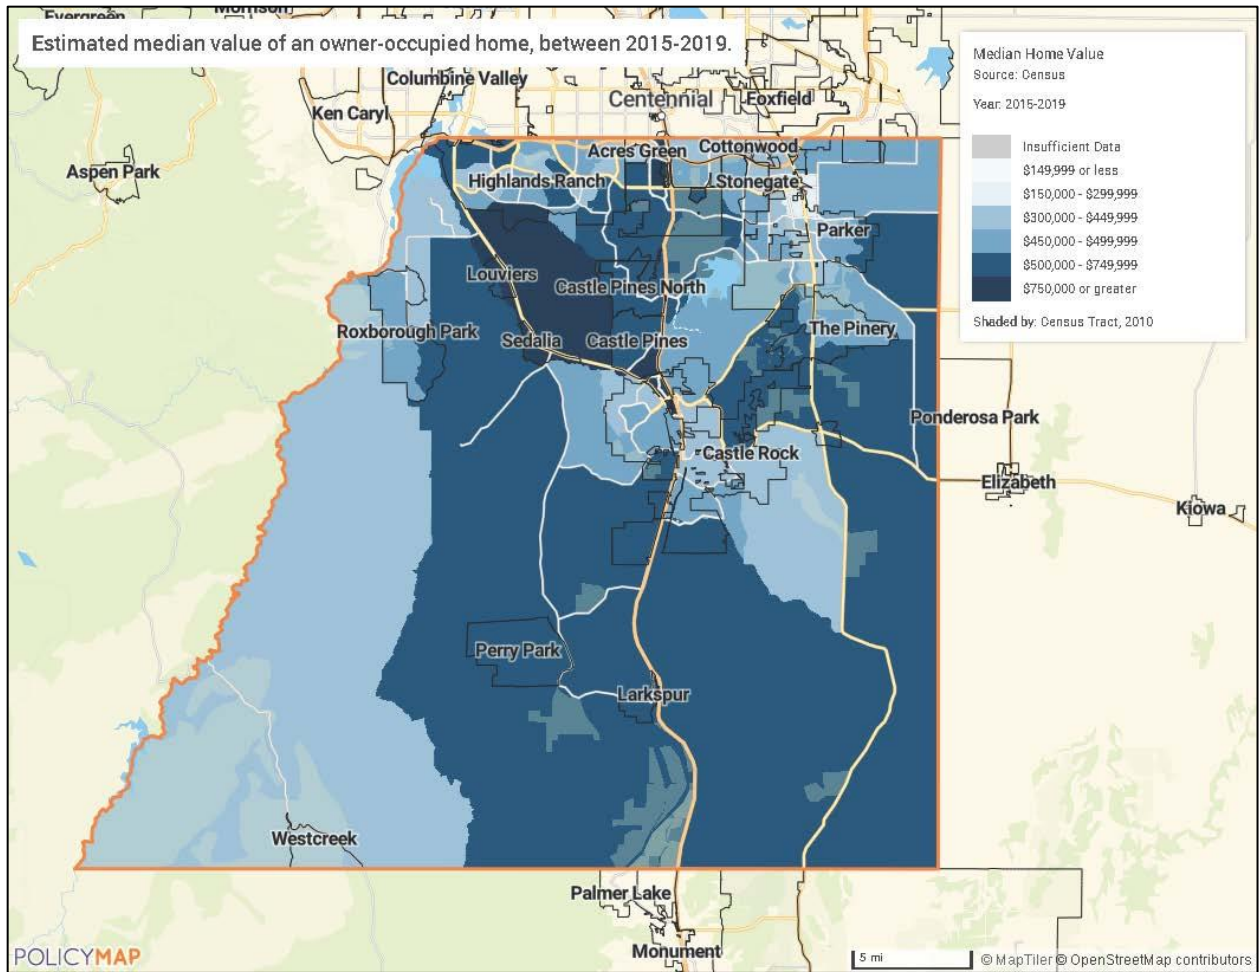 Evergreen
Morrison
Estimated median value of an owner-occupied home, between 2015-2019.
Columbine Valley
Ken Caryl
Centennial
Foxfield
Aspen Park
Acres Green
Cottonwood
Highlands Ranch
Stonegate
Parker
Louviers
Castle Pines North
Roxborough Park
Sedalia
Castle Pines
The Pinery
Ponderosa Park
Castle Rock
Elizabeth
Kiowa
Perry Park
Larkspur
Westcreek
Palmer Lake
Monument
Median Home Value
Source: Census
Year: 2015-2019
Insufficient Data
$149,999 or less
$150,000 - $299,999
$300,000 - $449,999
$450,000 - $499,999
$500,000 - $749,999
$750,000 or greater
Shaded by: Census Tract, 2010
POLICYMAP
5 mi
© MapTiler © OpenStreetMap contributors